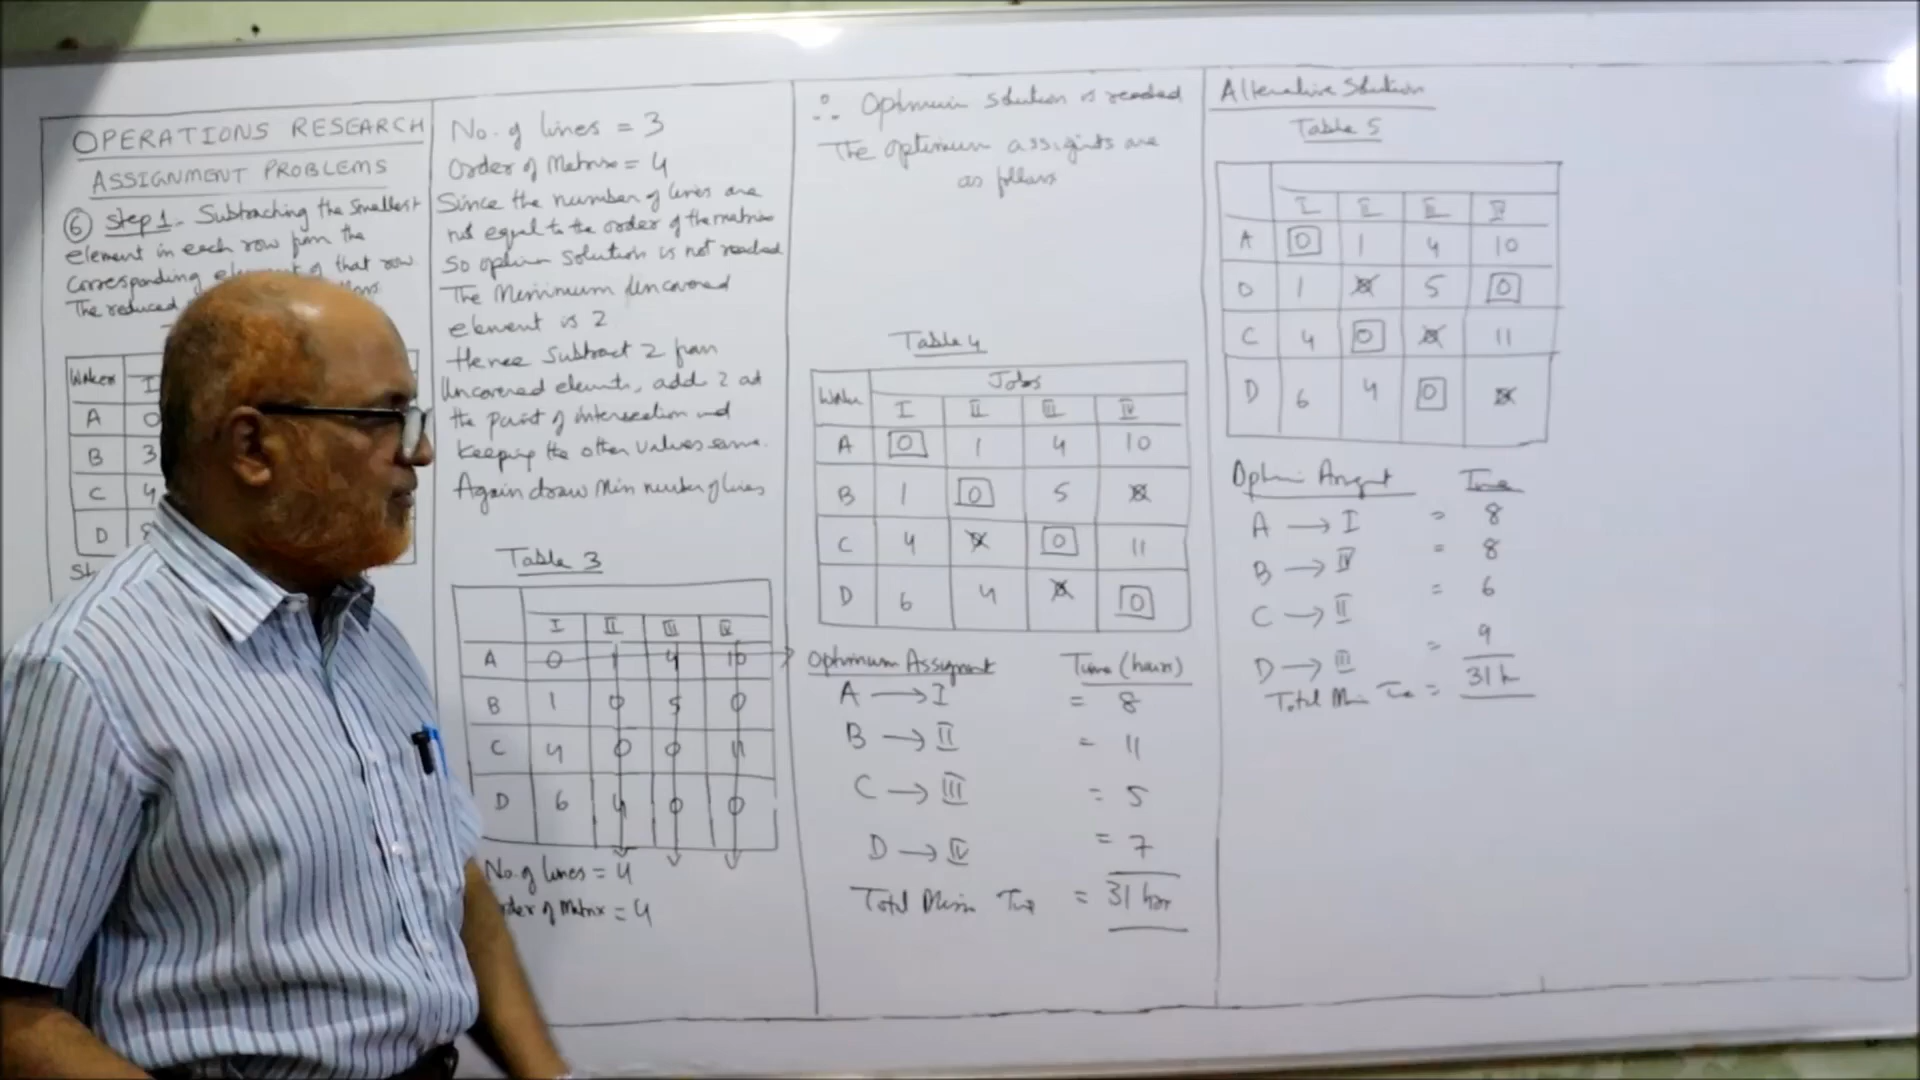 OPERATIONS RESEARCH
ASSIGNMENT PROBLEMS
⑥ Step 1 - Subtracting the smallest
element in each row from the
corresponding element of that row.
The reduced
Worker I
A 0
B 3
C 4
D 8
St
No. of lines = 3
Order of Matrix = 4
Since the number of lines are
not equal to the order of the matrix
So optimum solution is not reached
The Minimum Uncovered
element is 2
Hence Subtract 2 from
Uncovered elements, add 2 at
the point of intersection and
keeping the other values same.
Again draw Min number of lines
Table 3
I II III IV
A 0 1 4 10
B 1 0 5 0
C 4 0 0 11
D 6 4 0 0
No. of lines = 4
Order of Matrix = 4
∴ Optimum solution is reached
The optimum assignts are
as follows
Table 4
Worker Jobs
I II III IV
A 0 1 4 10
B 1 0 5 0
C 4 0 0 11
D 6 4 0 0
Optimum Assignment Time (hours)
A → I = 8
B → II = 11
C → III = 5
D → IV = 7
Total Min Time = 31 hrs
Alternative Solution
Table 5
I II III IV
A 0 1 4 10
B 1 0 5 0
C 4 0 0 11
D 6 4 0 0
Time
A → I = 8
B → IV = 8
C → II = 6
D → III = 9
Total Min Time = 31 h